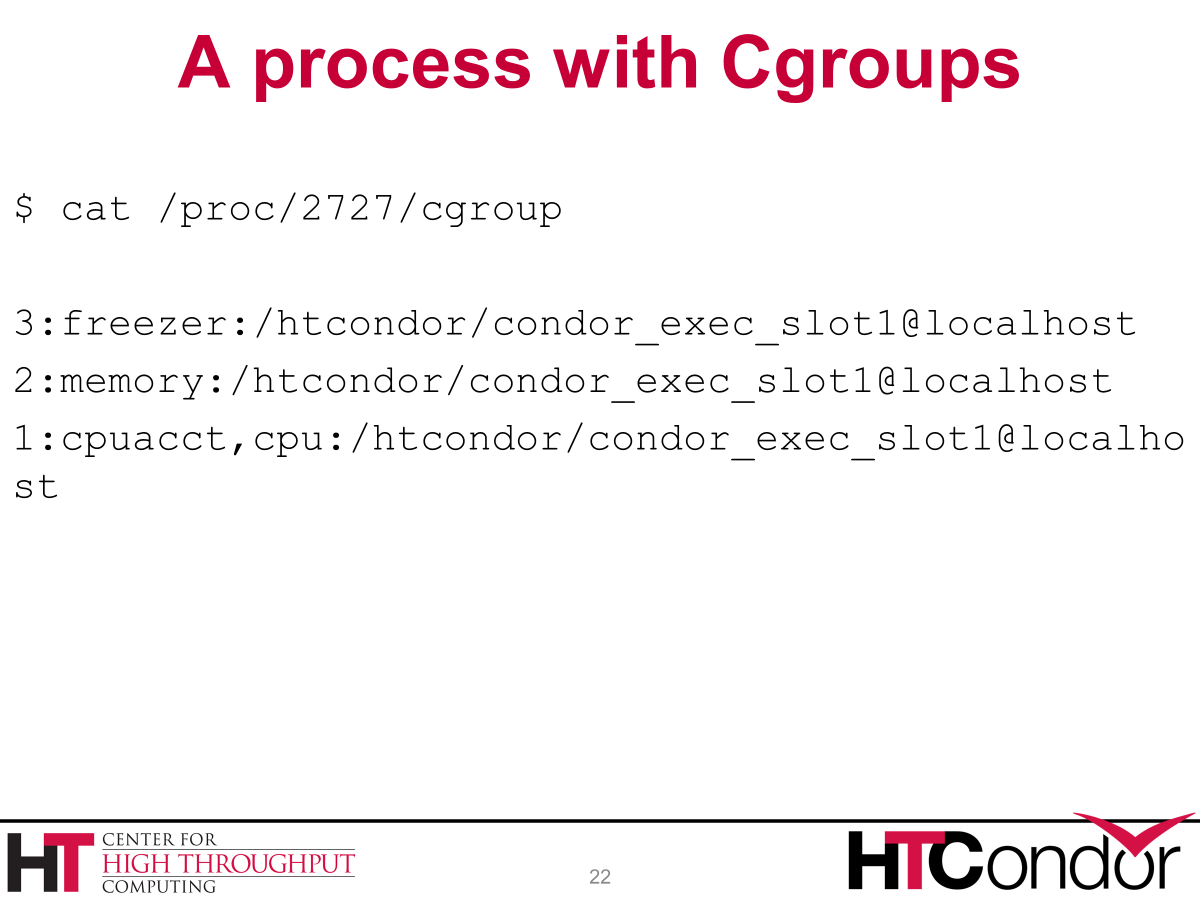 A process with Cgroups
$ cat /proc/2727/cgroup
3:freezer:/htcondor/condor_exec_slot1@localhost
2:memory:/htcondor/condor_exec_slot1@localhost
1:cpuacct,cpu:/htcondor/condor_exec_slot1@localho
st
HT
CENTER FOR
HIGH THROUGHPUT
COMPUTING
22
HTCondor